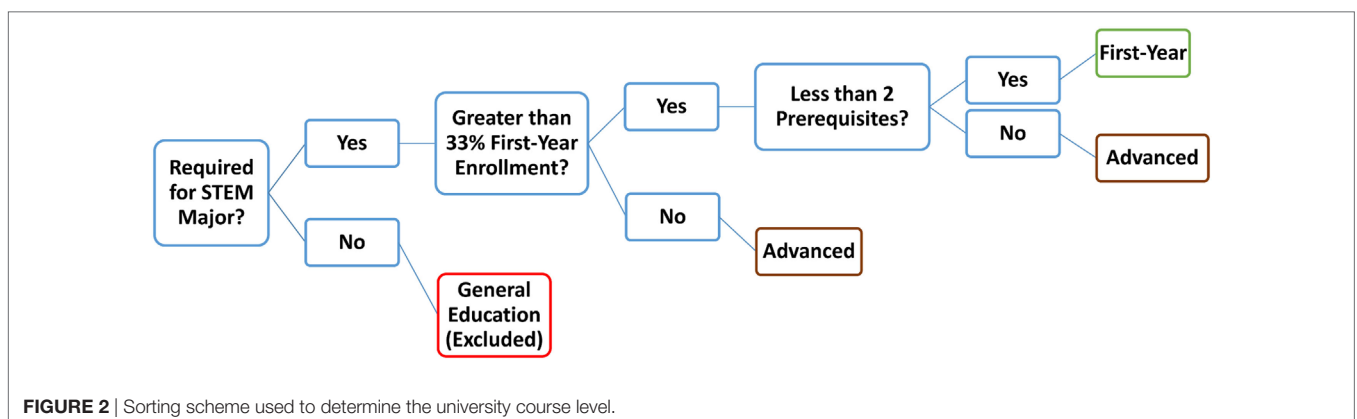 Required
for STEM
Major?
Yes
No
Greater than
33% First-Year
Enrollment?
General
Education
(Excluded)
Yes
No
Less than 2
Prerequisites?
Advanced
Yes
No
First-Year
Advanced
FIGURE 2 | Sorting scheme used to determine the university course level.